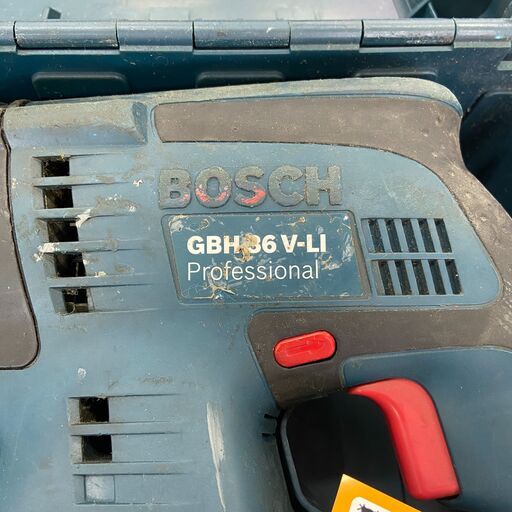 BOSCH
GBH 36 V-LI
Professional